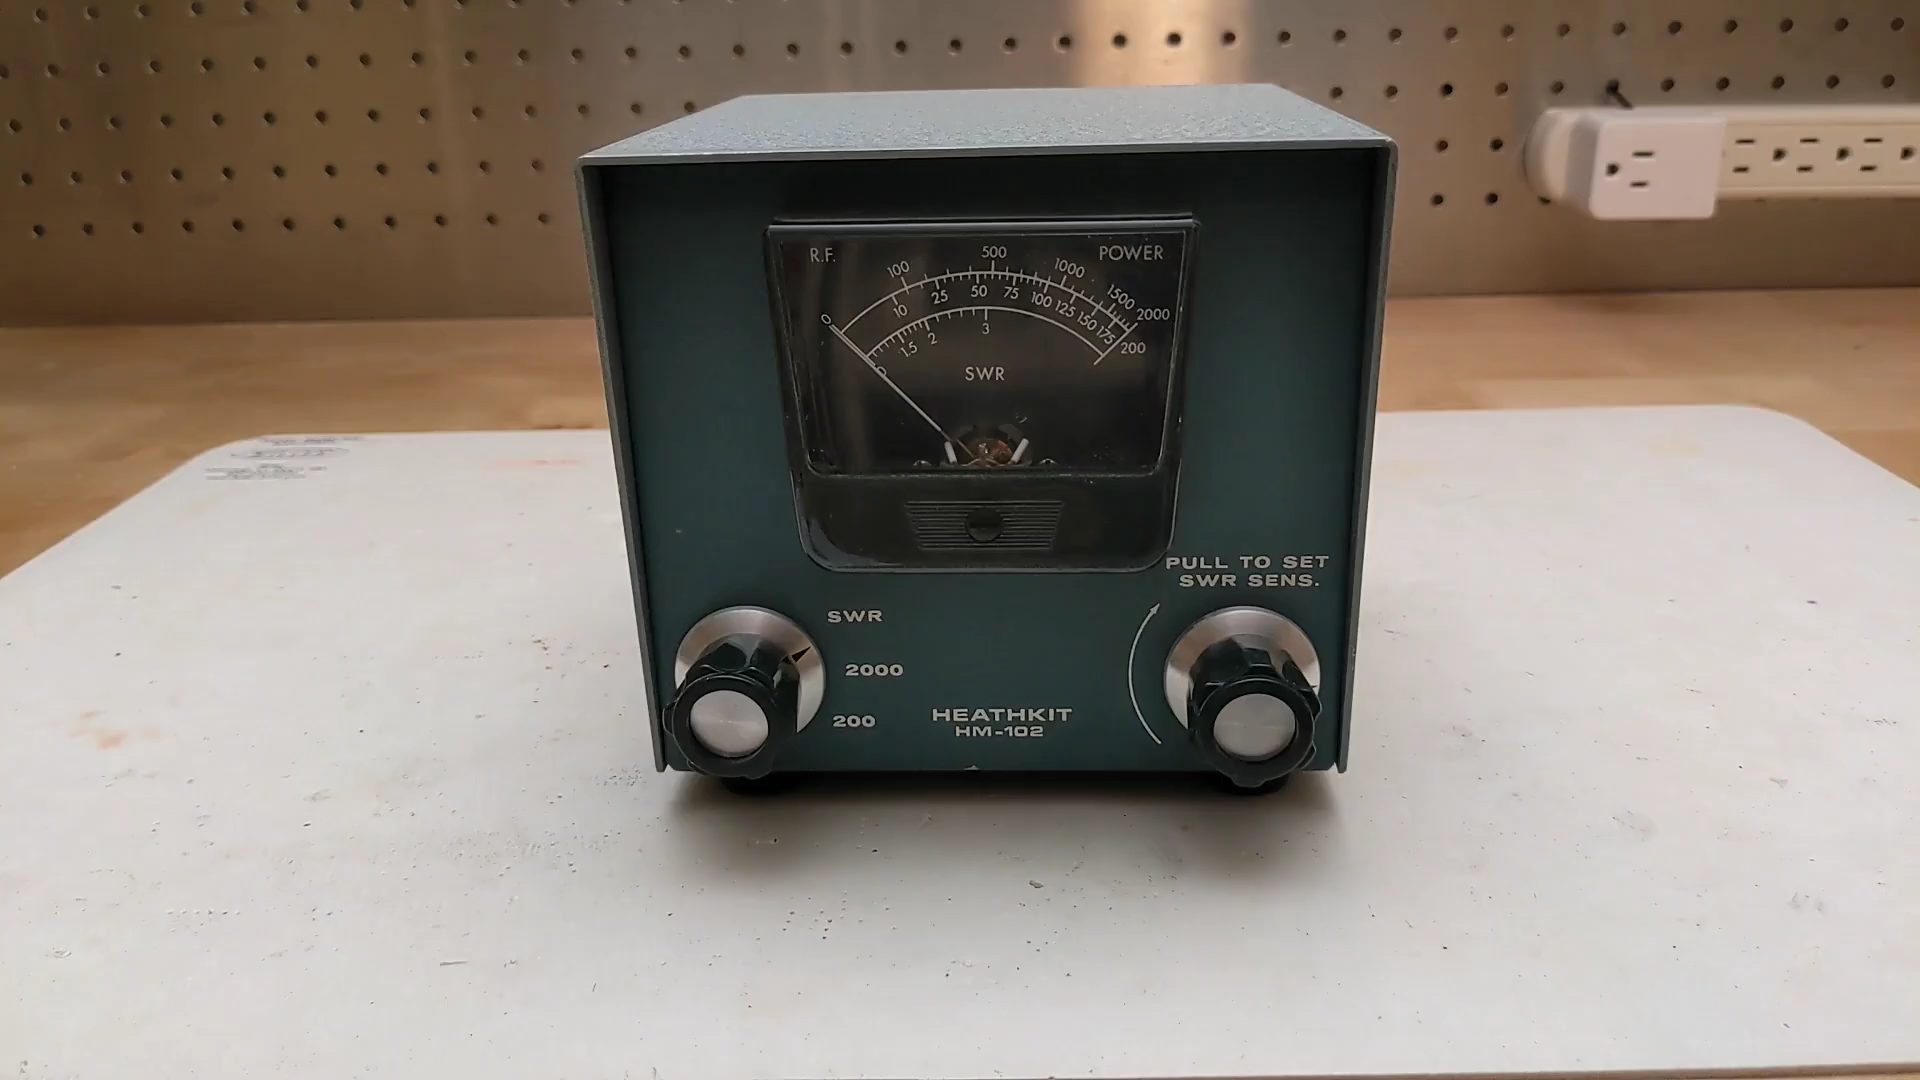 R.F. POWER
100 500 1000 1500 2000
0 10 25 50 75 100 125 150 175 200
0 1.5 2 3
SWR
PULL TO SET
SWR SENS.
SWR
2000
200
HEATHKIT
HM-102